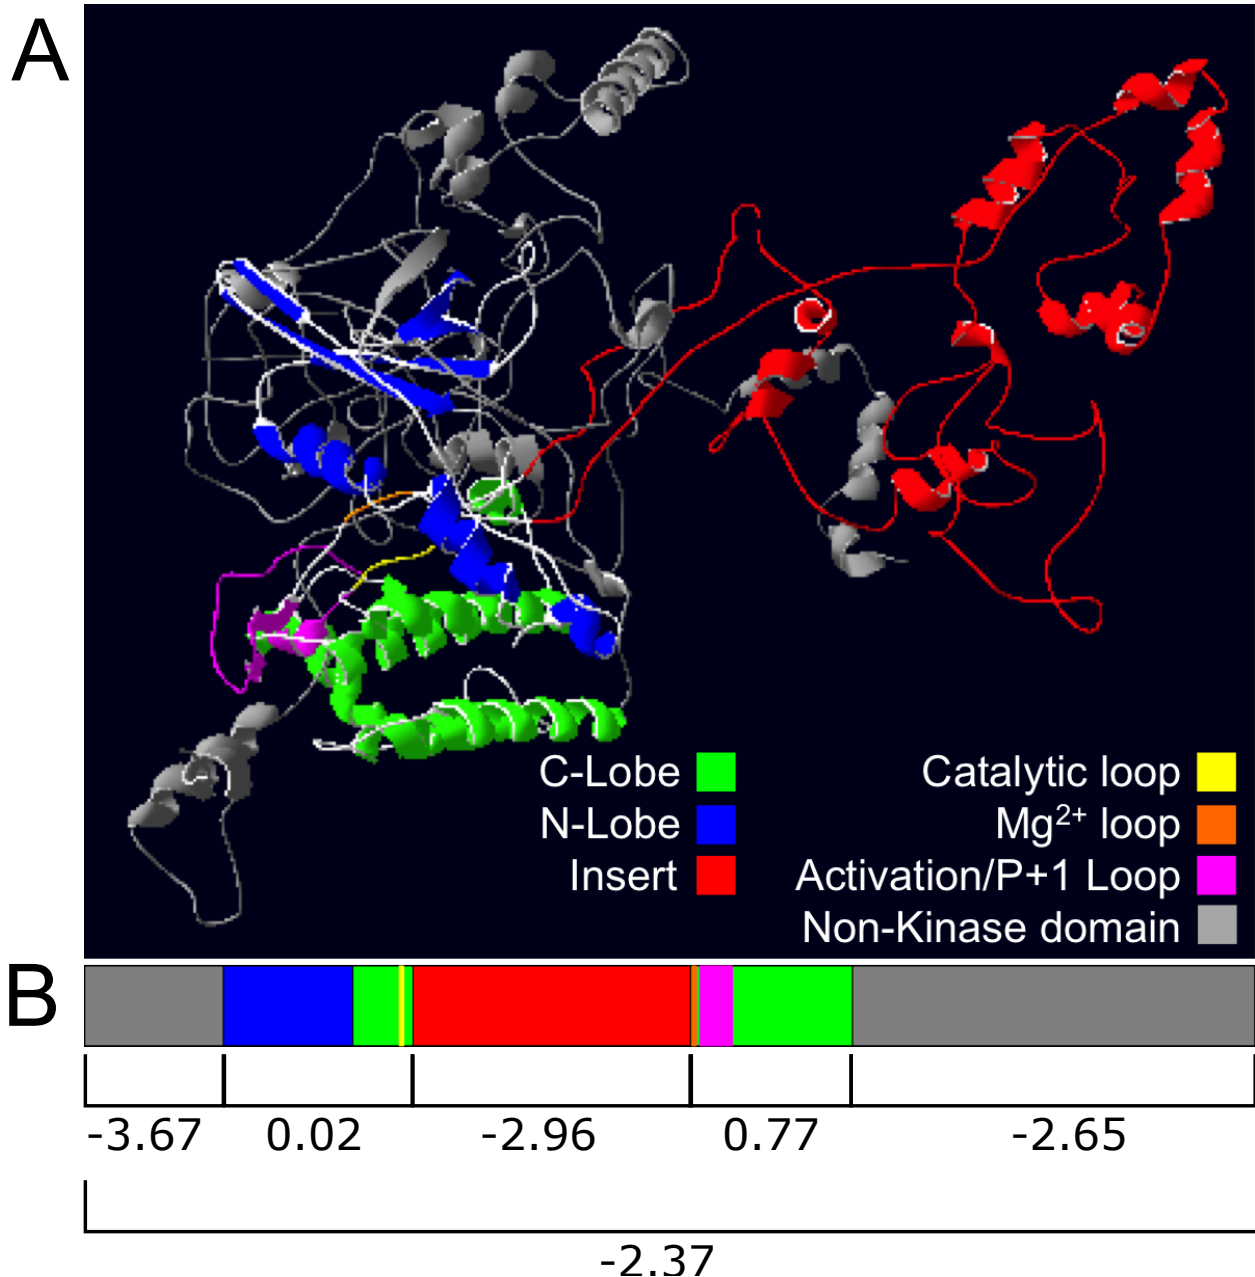 A
C-Lobe
N-Lobe
Insert
Catalytic loop
Mg²⁺ loop
Activation/P+1 Loop
Non-Kinase domain
B
-3.67 0.02 -2.96 0.77 -2.65
-2.37